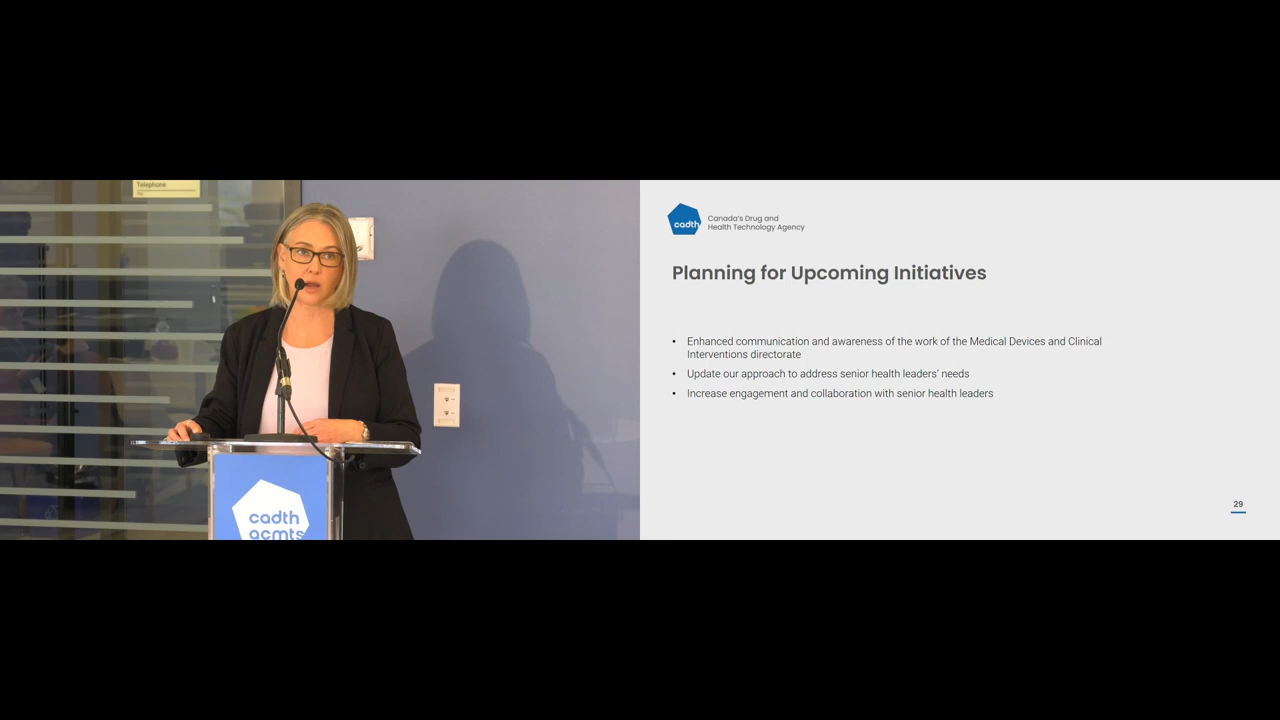 Telephone
cadth
acmts
cadth
Canada's Drug and
Health Technology Agency
Planning for Upcoming Initiatives
• Enhanced communication and awareness of the work of the Medical Devices and Clinical
Interventions directorate
• Update our approach to address senior health leaders' needs
• Increase engagement and collaboration with senior health leaders
29